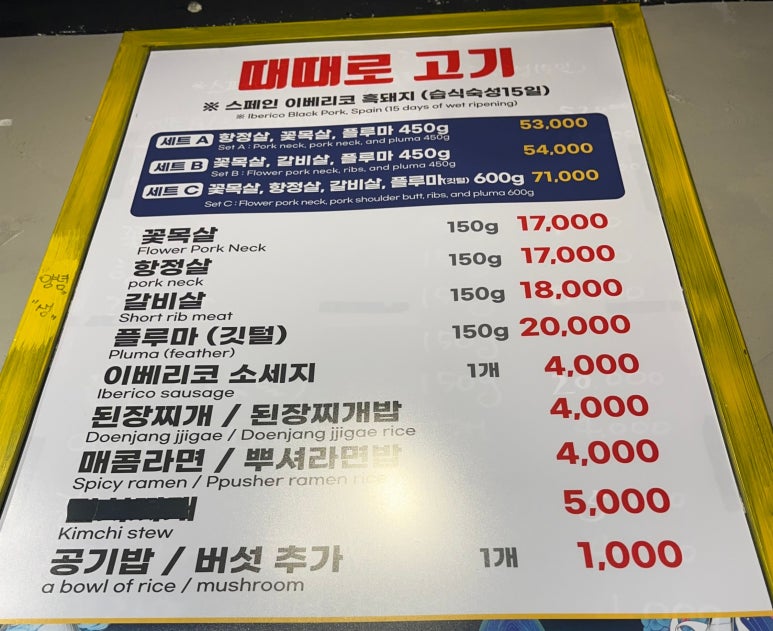 때때로 고기
※ 스페인 이베리코 흑돼지 (습식숙성15일)
※ Iberico Black Pork, Spain (15 days of wet ripening)
세트 A 항정살, 꽃목살, 플루마 450g 53,000
Set A : Pork neck, pork neck, and pluma 450g
세트 B 꽃목살, 갈비살, 플루마 450g 54,000
Set B : Flower pork neck, ribs, and pluma 450g
세트 C 꽃목살, 항정살, 갈비살, 플루마(깃털) 600g 71,000
Set C : Flower pork neck, pork shoulder butt, ribs, and pluma 600g
꽃목살 150g 17,000
Flower Pork Neck
항정살 150g 17,000
pork neck
갈비살 150g 18,000
Short rib meat
플루마 (깃털) 150g 20,000
Pluma (feather)
이베리코 소세지 1개 4,000
Iberico sausage
된장찌개 / 된장찌개밥 4,000
Doenjang jjigae / Doenjang jjigae rice
매콤라면 / 뿌셔라면밥 4,000
Spicy ramen / Ppusher ramen rice
5,000
Kimchi stew
공기밥 / 버섯 추가 1개 1,000
a bowl of rice / mushroom